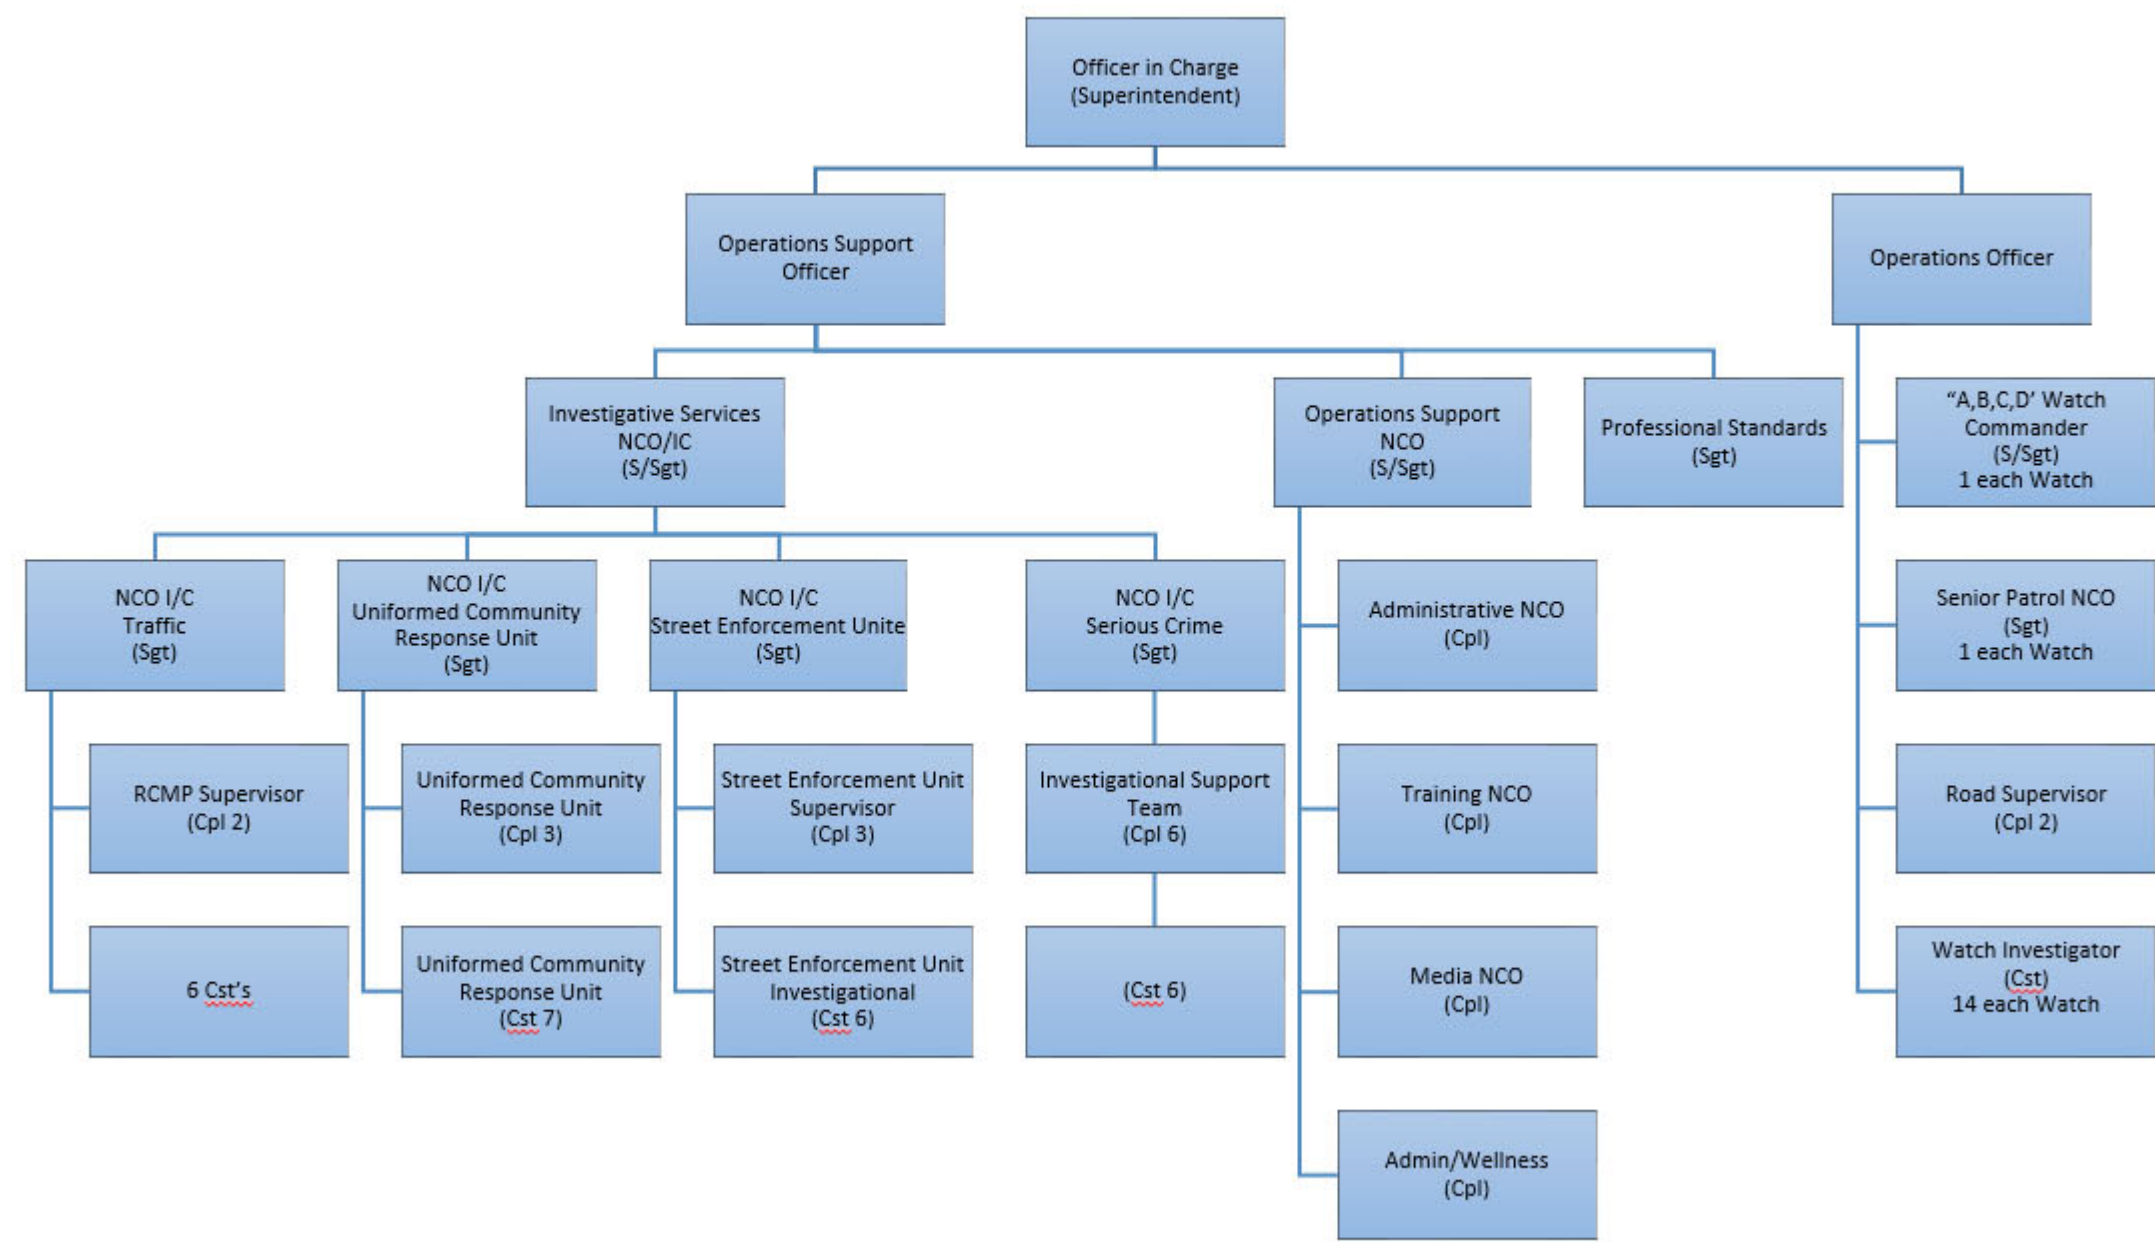 Officer in Charge
(Superintendent)
Operations Support
Officer
Operations Officer
Investigative Services
NCO/IC
(S/Sgt)
Operations Support
NCO
(S/Sgt)
Professional Standards
(Sgt)
“A,B,C,D’ Watch
Commander
(S/Sgt)
1 each Watch
NCO I/C
Traffic
(Sgt)
NCO I/C
Uniformed Community
Response Unit
(Sgt)
NCO I/C
Street Enforcement Unite
(Sgt)
NCO I/C
Serious Crime
(Sgt)
Administrative NCO
(Cpl)
Senior Patrol NCO
(Sgt)
1 each Watch
RCMP Supervisor
(Cpl 2)
Uniformed Community
Response Unit
(Cpl 3)
Street Enforcement Unit
Supervisor
(Cpl 3)
Investigational Support
Team
(Cpl 6)
Training NCO
(Cpl)
Road Supervisor
(Cpl 2)
6 Cst’s
Uniformed Community
Response Unit
(Cst 7)
Street Enforcement Unit
Investigational
(Cst 6)
(Cst 6)
Media NCO
(Cpl)
Watch Investigator
(Cst)
14 each Watch
Admin/Wellness
(Cpl)